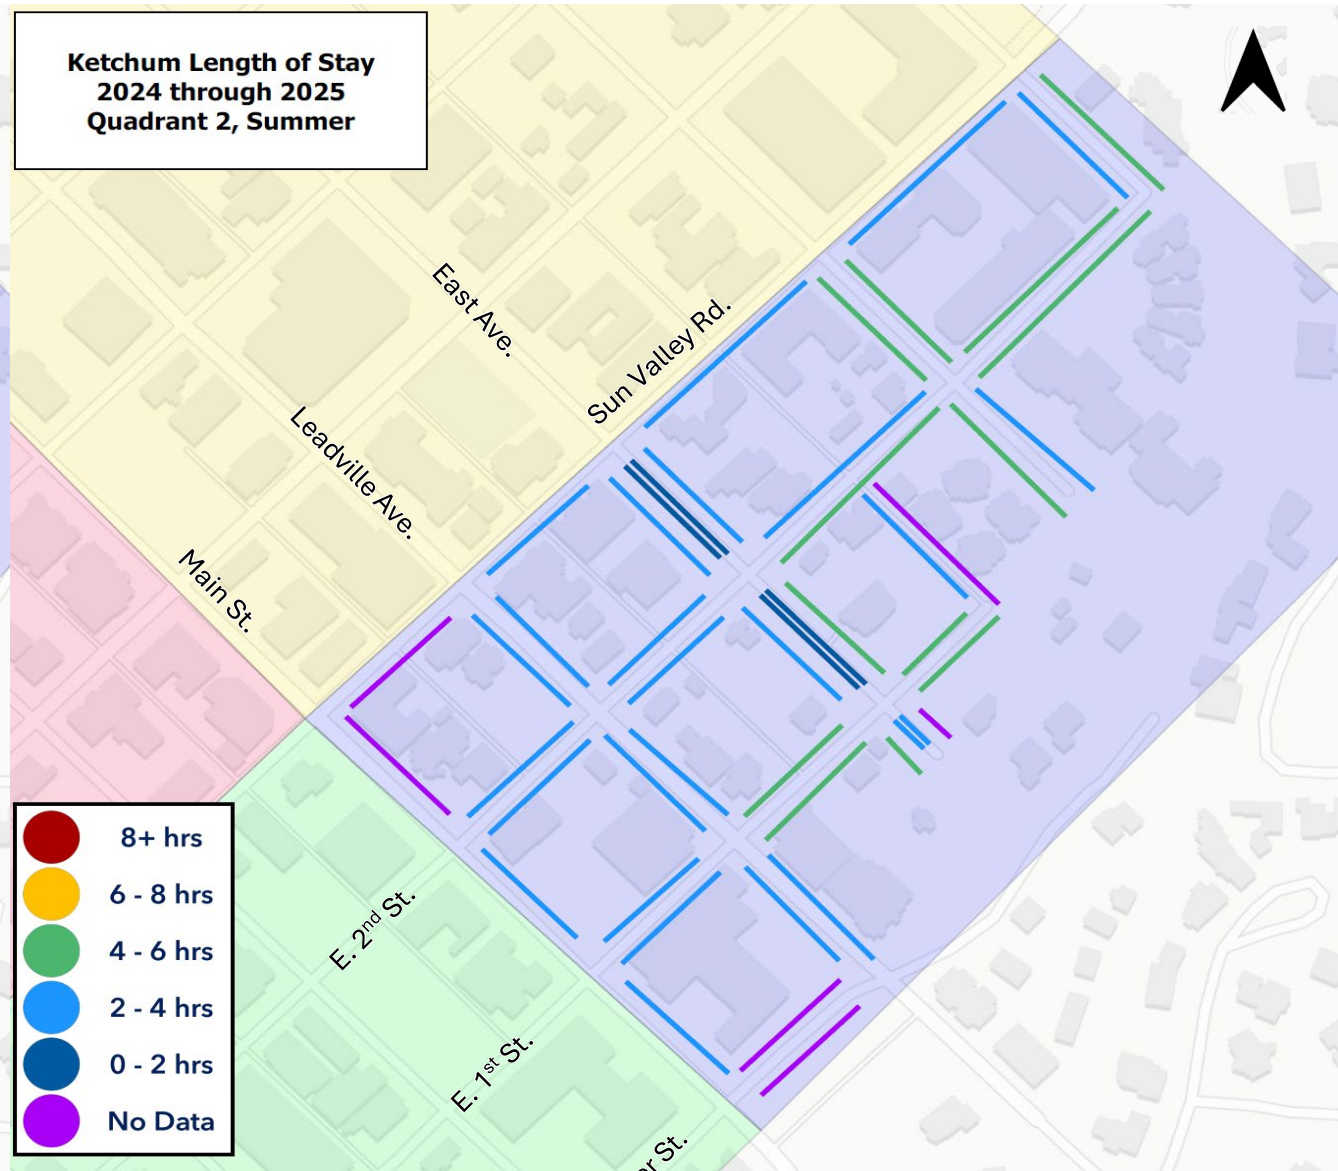 Ketchum Length of Stay
2024 through 2025
Quadrant 2, Summer
East Ave.
Sun Valley Rd.
Leadville Ave.
Main St.
E. 2nd St.
E. 1st St.
St.
8+ hrs
6 - 8 hrs
4 - 6 hrs
2 - 4 hrs
0 - 2 hrs
No Data